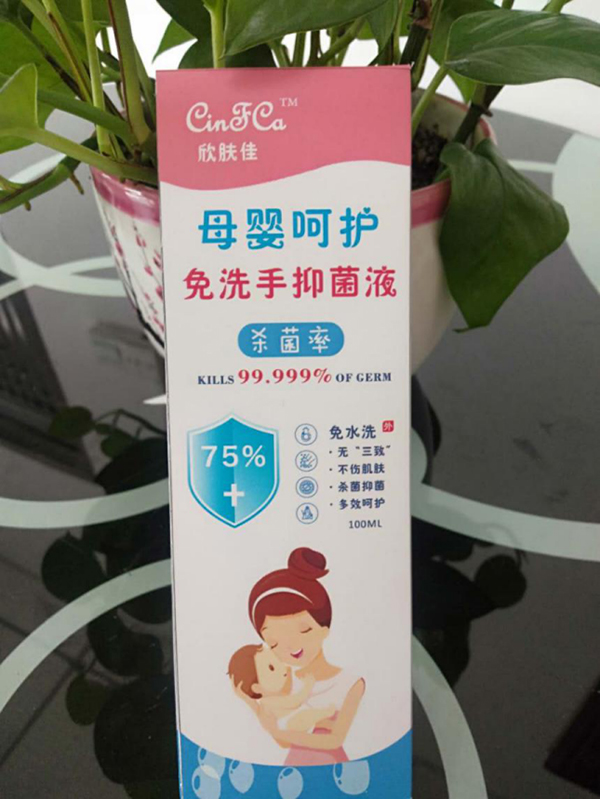 CinFCa™
欣肤佳
母婴呵护
免洗手抑菌液
杀菌率
KILLS 99.999% OF GERM
75%
免水洗 外
·无“三致”
·不伤肌肤
·杀菌抑菌
·多效呵护
100ML